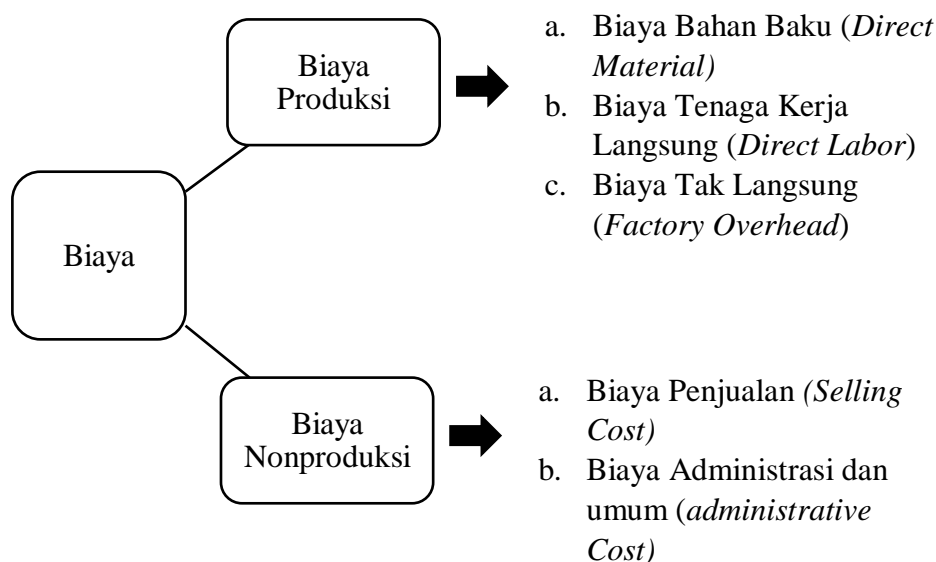 Biaya
Biaya
Produksi
a. Biaya Bahan Baku (Direct
Material)
b. Biaya Tenaga Kerja
Langsung (Direct Labor)
c. Biaya Tak Langsung
(Factory Overhead)
Biaya
Nonproduksi
a. Biaya Penjualan (Selling
Cost)
b. Biaya Administrasi dan
umum (administrative
Cost)